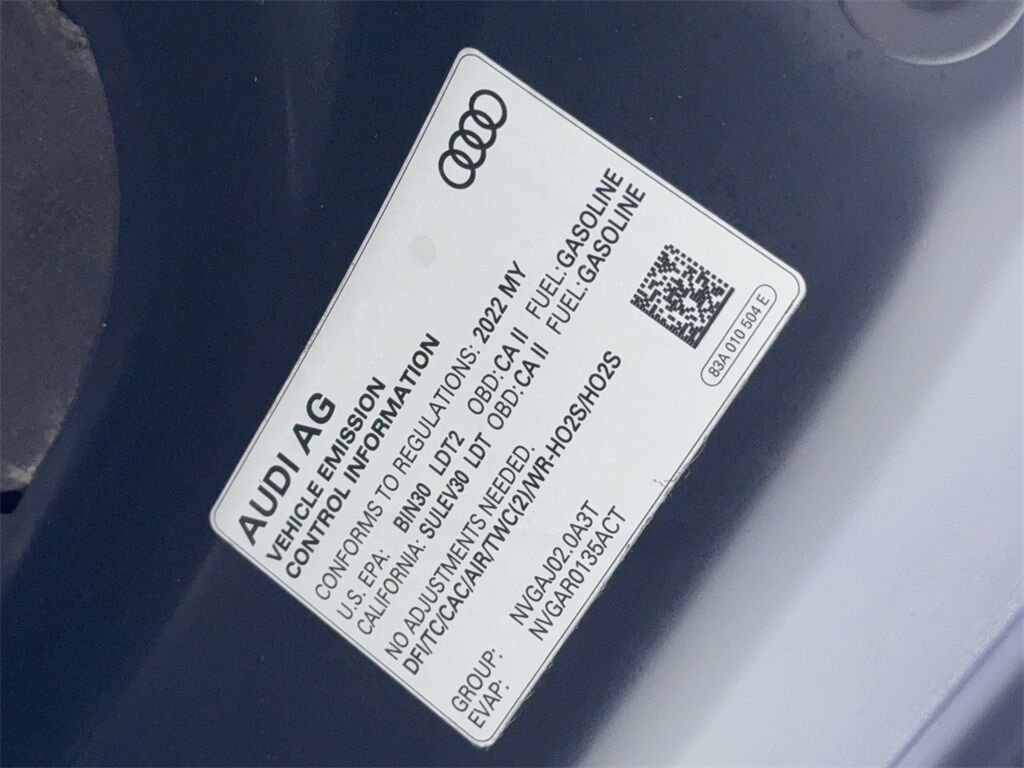 AUDI AG
VEHICLE EMISSION
CONTROL INFORMATION
CONFORMS TO REGULATIONS: 2022 MY
U.S. EPA: BIN30 LDT2 OBD: CA II FUEL: GASOLINE
CALIFORNIA: SULEV30 LDT OBD: CA II FUEL: GASOLINE
NO ADJUSTMENTS NEEDED.
DFI/TC/CAC/AIR/TWC(2)/WR-HO2S/HO2S
GROUP: NVGAJ02.0A3T
EVAP: NVGAR0135ACT
83A 010 504 E